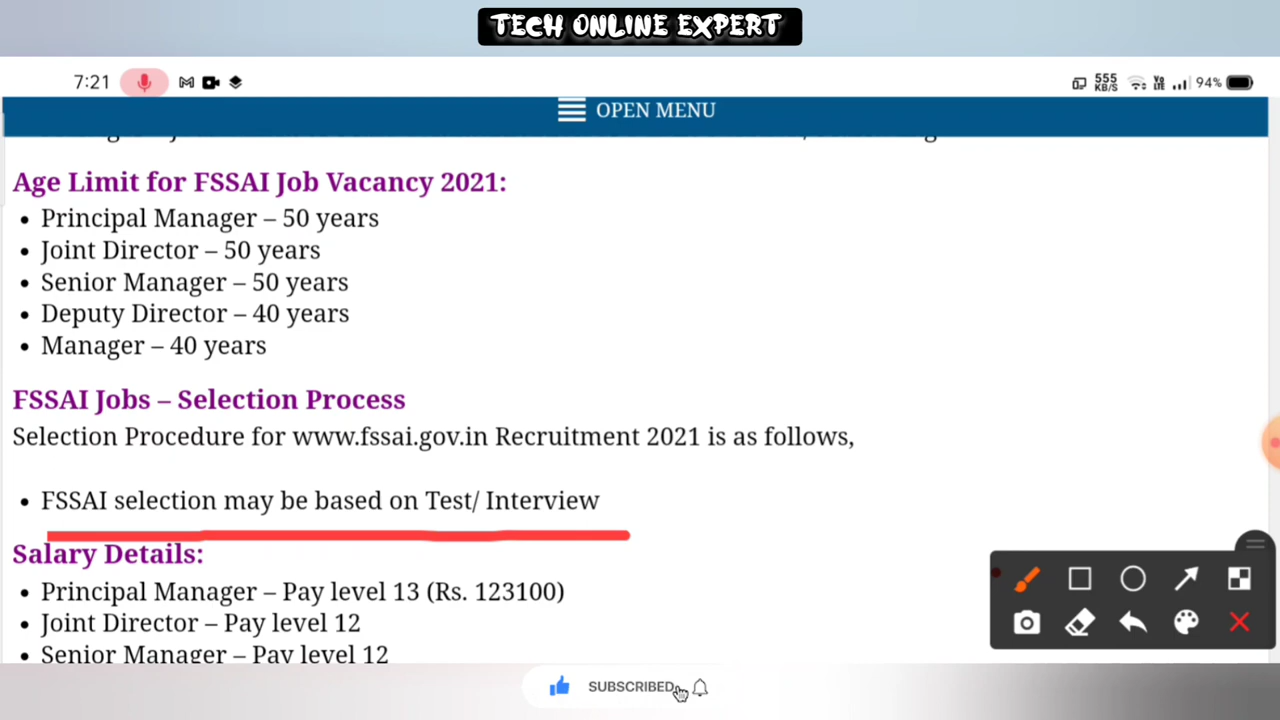 TECH ONLINE EXPERT
7:21
555 KB/S
Vo LTE
94%
OPEN MENU
Age Limit for FSSAI Job Vacancy 2021:
• Principal Manager – 50 years
• Joint Director – 50 years
• Senior Manager – 50 years
• Deputy Director – 40 years
• Manager – 40 years
FSSAI Jobs – Selection Process
Selection Procedure for www.fssai.gov.in Recruitment 2021 is as follows,
• FSSAI selection may be based on Test/ Interview
Salary Details:
• Principal Manager – Pay level 13 (Rs. 123100)
• Joint Director – Pay level 12
• Senior Manager – Pay level 12
SUBSCRIBED